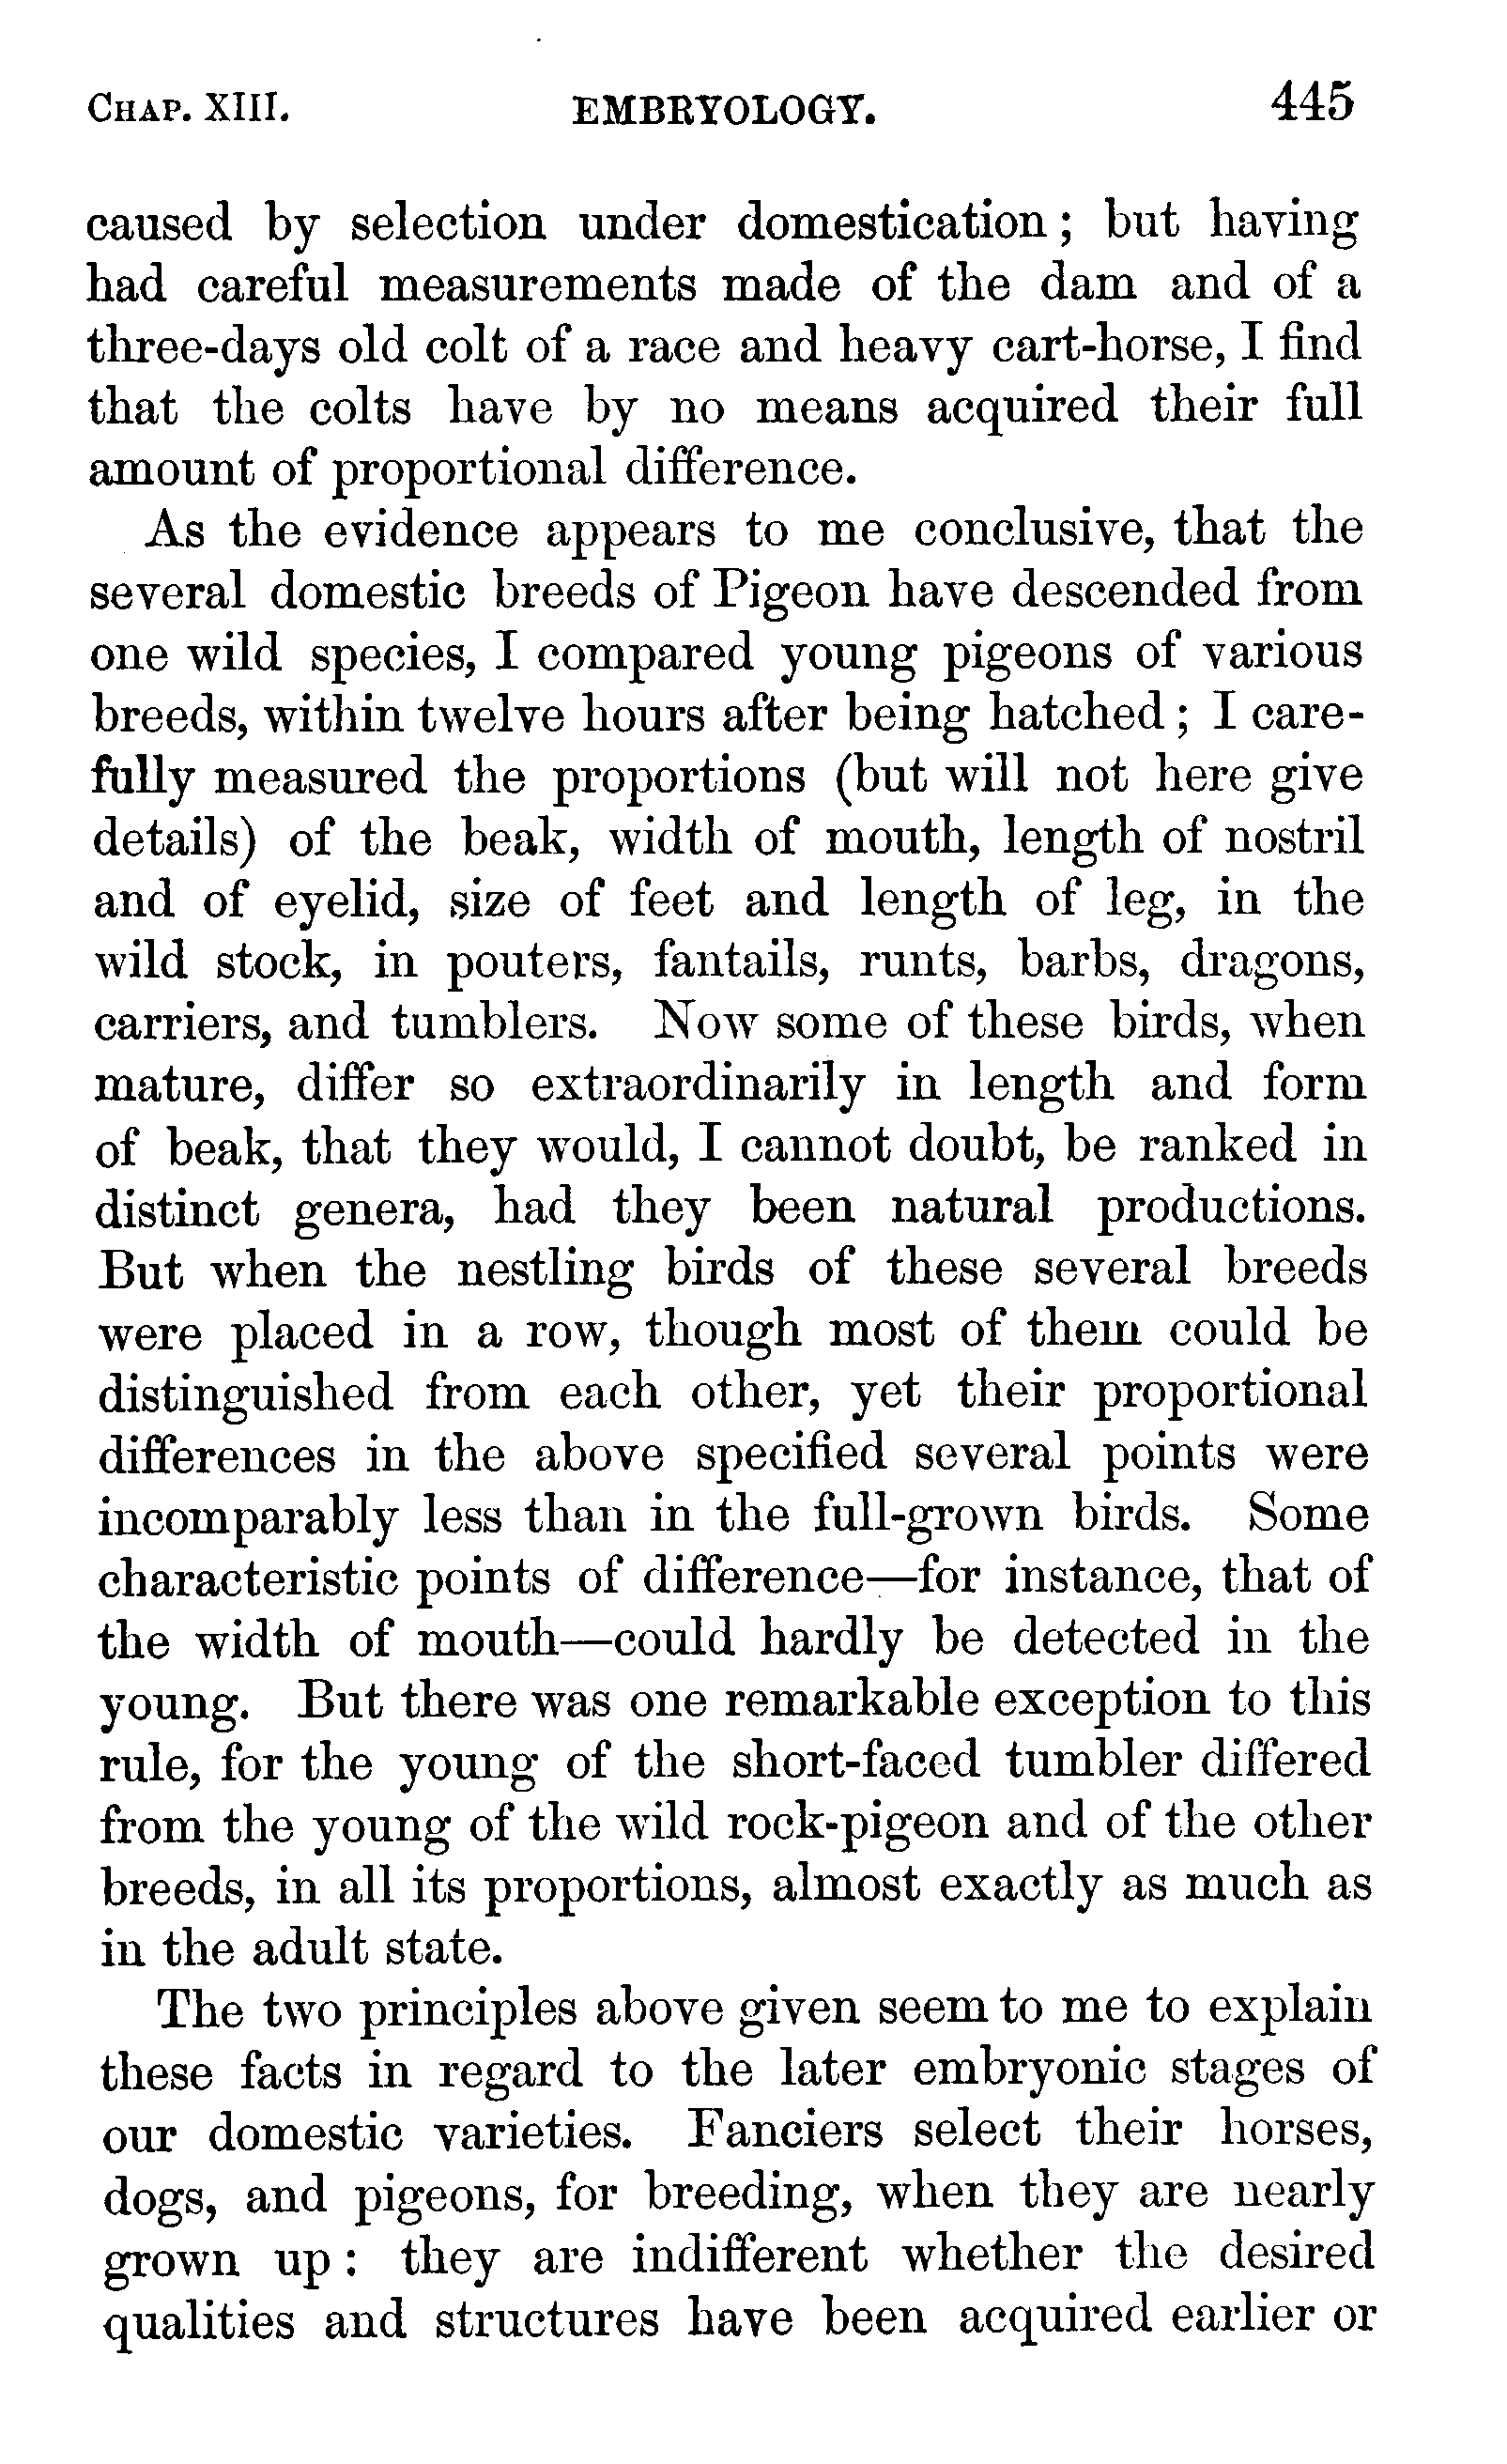 CHAP. XIII. EMBRYOLOGY. 445
caused by selection under domestication; but having
had careful measurements made of the dam and of a
three-days old colt of a race and heavy cart-horse, I find
that the colts have by no means acquired their full
amount of proportional difference.
As the evidence appears to me conclusive, that the
several domestic breeds of Pigeon have descended from
one wild species, I compared young pigeons of various
breeds, within twelve hours after being hatched; I care-
fully measured the proportions (but will not here give
details) of the beak, width of mouth, length of nostril
and of eyelid, size of feet and length of leg, in the
wild stock, in pouters, fantails, runts, barbs, dragons,
carriers, and tumblers. Now some of these birds, when
mature, differ so extraordinarily in length and form
of beak, that they would, I cannot doubt, be ranked in
distinct genera, had they been natural productions.
But when the nestling birds of these several breeds
were placed in a row, though most of them could be
distinguished from each other, yet their proportional
differences in the above specified several points were
incomparably less than in the full-grown birds. Some
characteristic points of difference—for instance, that of
the width of mouth—could hardly be detected in the
young. But there was one remarkable exception to this
rule, for the young of the short-faced tumbler differed
from the young of the wild rock-pigeon and of the other
breeds, in all its proportions, almost exactly as much as
in the adult state.
The two principles above given seem to me to explain
these facts in regard to the later embryonic stages of
our domestic varieties. Fanciers select their horses,
dogs, and pigeons, for breeding, when they are nearly
grown up: they are indifferent whether the desired
qualities and structures have been acquired earlier or